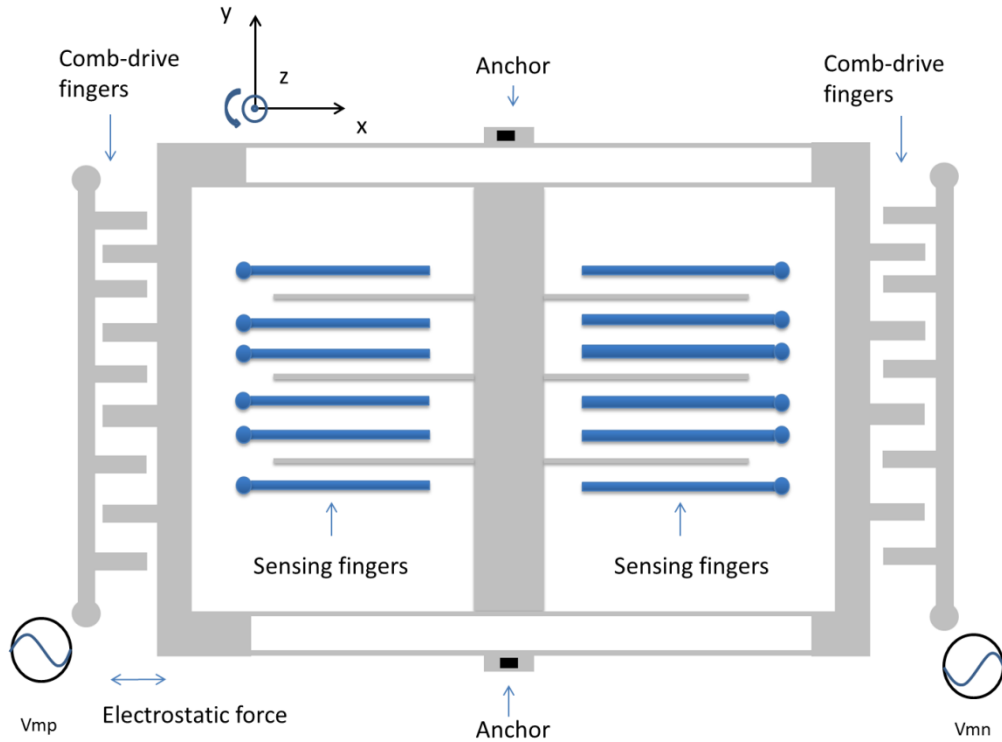 y
Comb-drive
fingers
z
x
Anchor
Comb-drive
fingers
Sensing fingers
Sensing fingers
Vmp
Electrostatic force
Anchor
Vmn